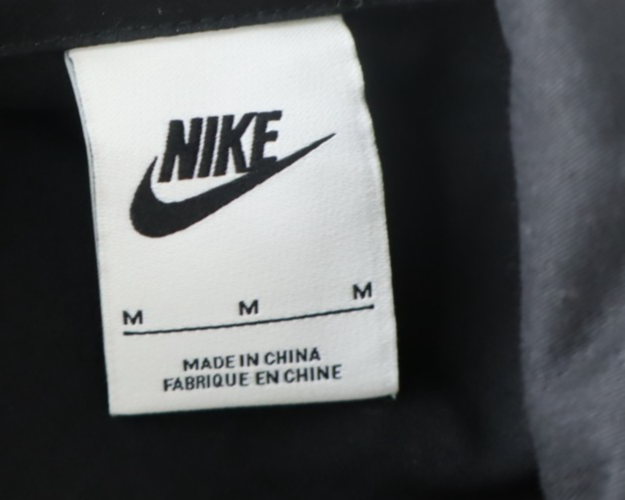 NIKE
M M M
MADE IN CHINA
FABRIQUE EN CHINE